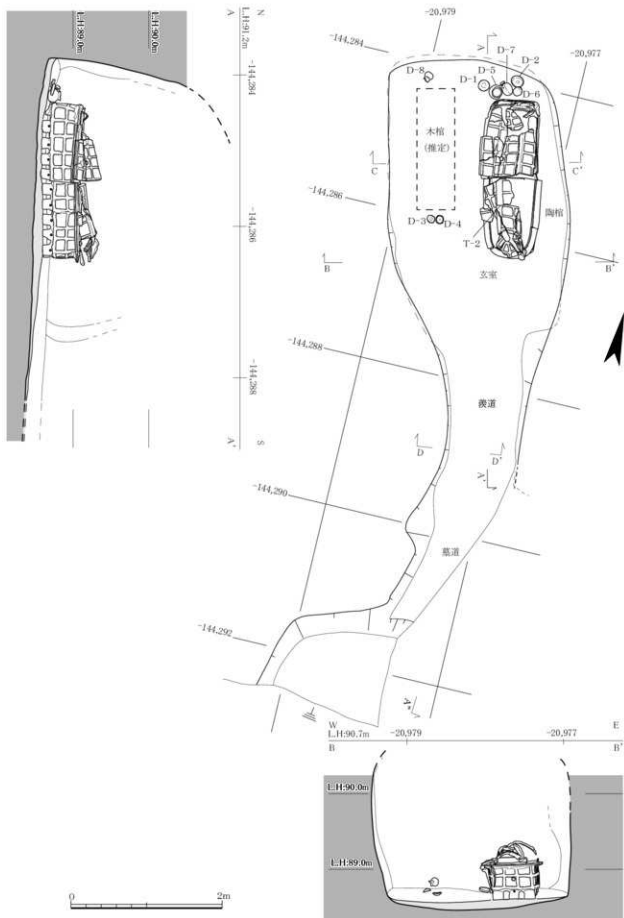 A
N
L.H:89.0m
L.H:90.0m
L.H:91.2m
-144,284
-144,286
-144,288
A'
S
-20,979
-20,977
-144,284
A
D-7
D-2
D-8
D-1
D-5
D-6
木棺
(推定)
C
C'
-144,286
D-3
D-4
陶棺
T-2
玄室
B
B'
-144,288
羨道
D
D'
A'
-144,290
墓道
-144,292
A"
W
E
L.H:90.7m
-20,979
-20,977
B
B'
L.H:90.0m
L.H:89.0m
0
2m